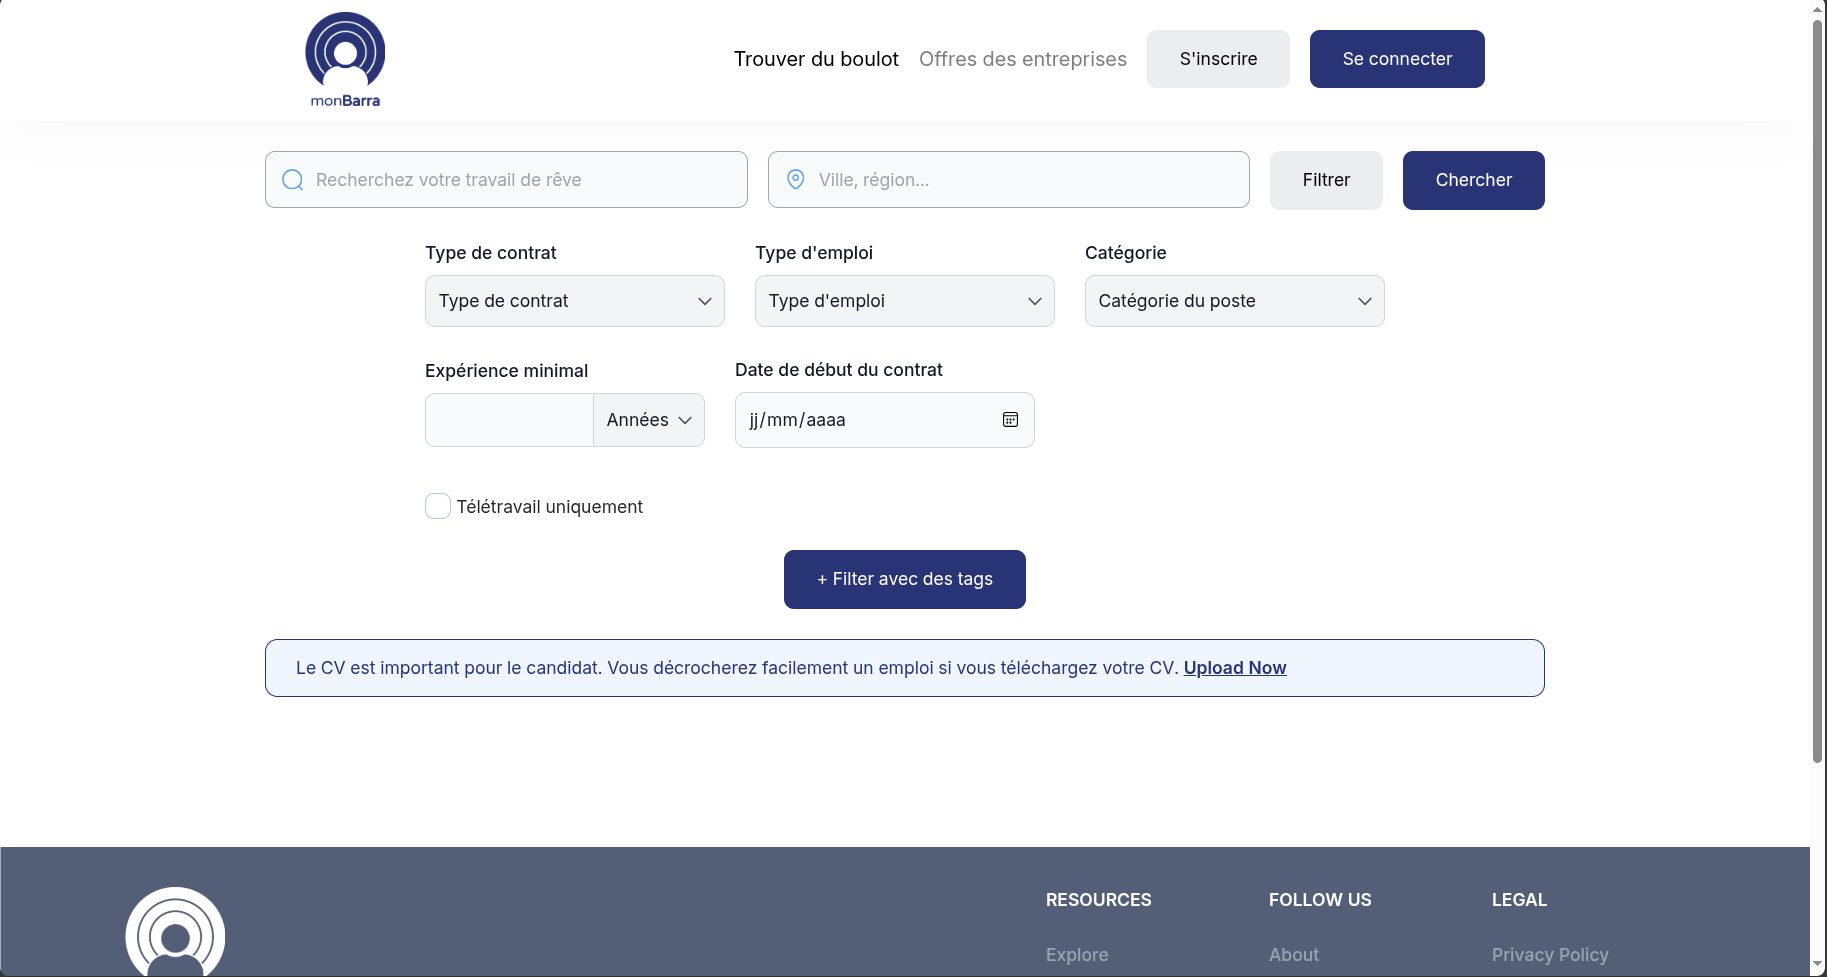 monBarra
Trouver du boulot
Offres des entreprises
S'inscrire
Se connecter
Recherchez votre travail de rêve
Ville, région...
Filtrer
Chercher
Type de contrat
Type d'emploi
Catégorie
Type de contrat
Type d'emploi
Catégorie du poste
Expérience minimal
Date de début du contrat
Années
jj/mm/aaaa
Télétravail uniquement
+ Filter avec des tags
Le CV est important pour le candidat. Vous décrocherez facilement un emploi si vous téléchargez votre CV. Upload Now
RESOURCES
FOLLOW US
LEGAL
Explore
About
Privacy Policy